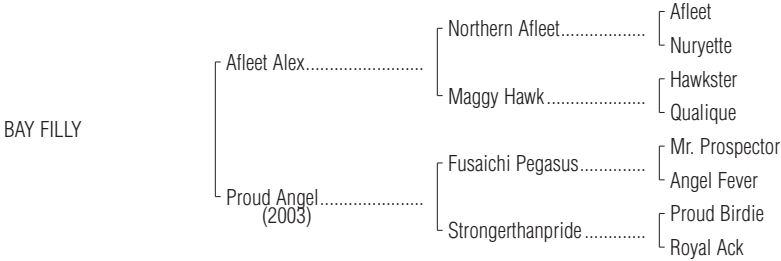 Afleet
Northern Afleet..................
Nuryette
Afleet Alex.........................
Hawkster
Maggy Hawk.....................
Qualique
BAY FILLY
Mr. Prospector
Fusaichi Pegasus..............
Angel Fever
Proud Angel......................
(2003)
Proud Birdie
Strongerthanpride .............
Royal Ack